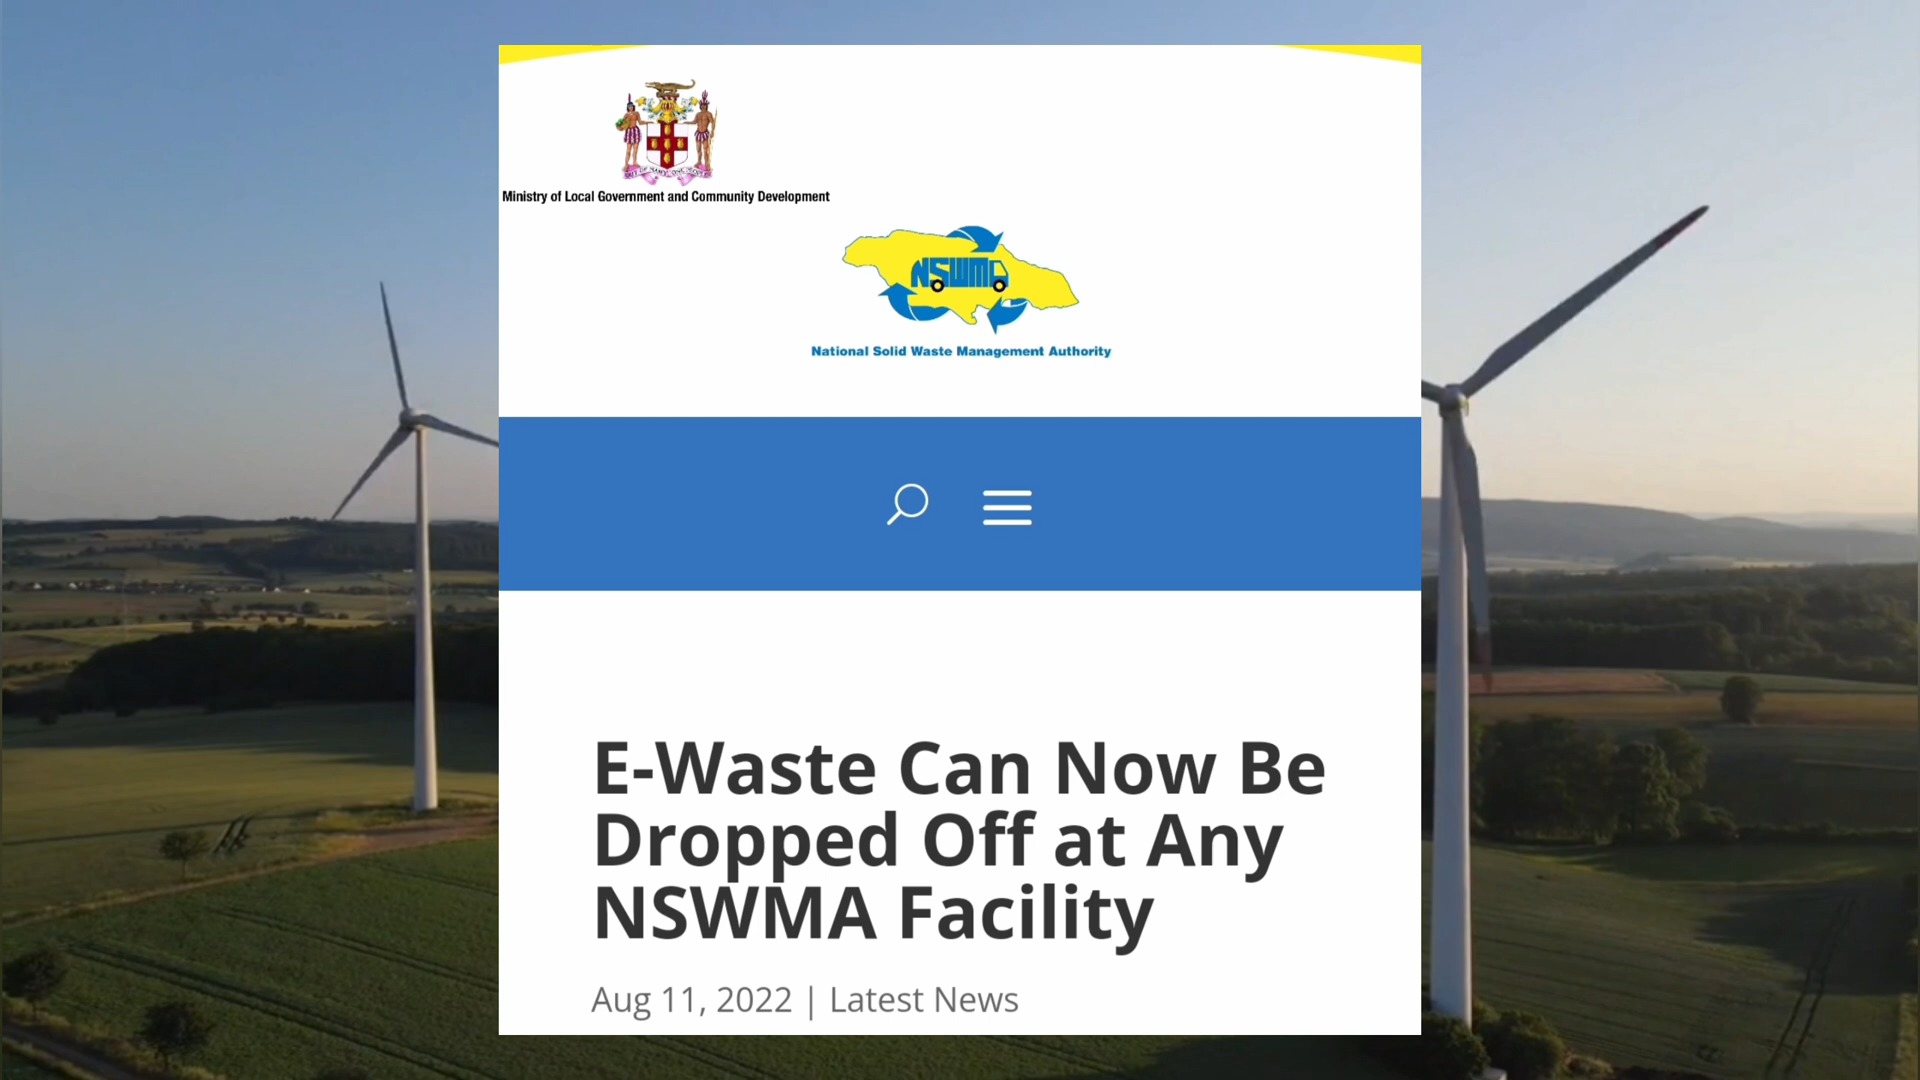 Ministry of Local Government and Community Development
NSWMA
National Solid Waste Management Authority
E-Waste Can Now Be
Dropped Off at Any
NSWMA Facility
Aug 11, 2022 | Latest News